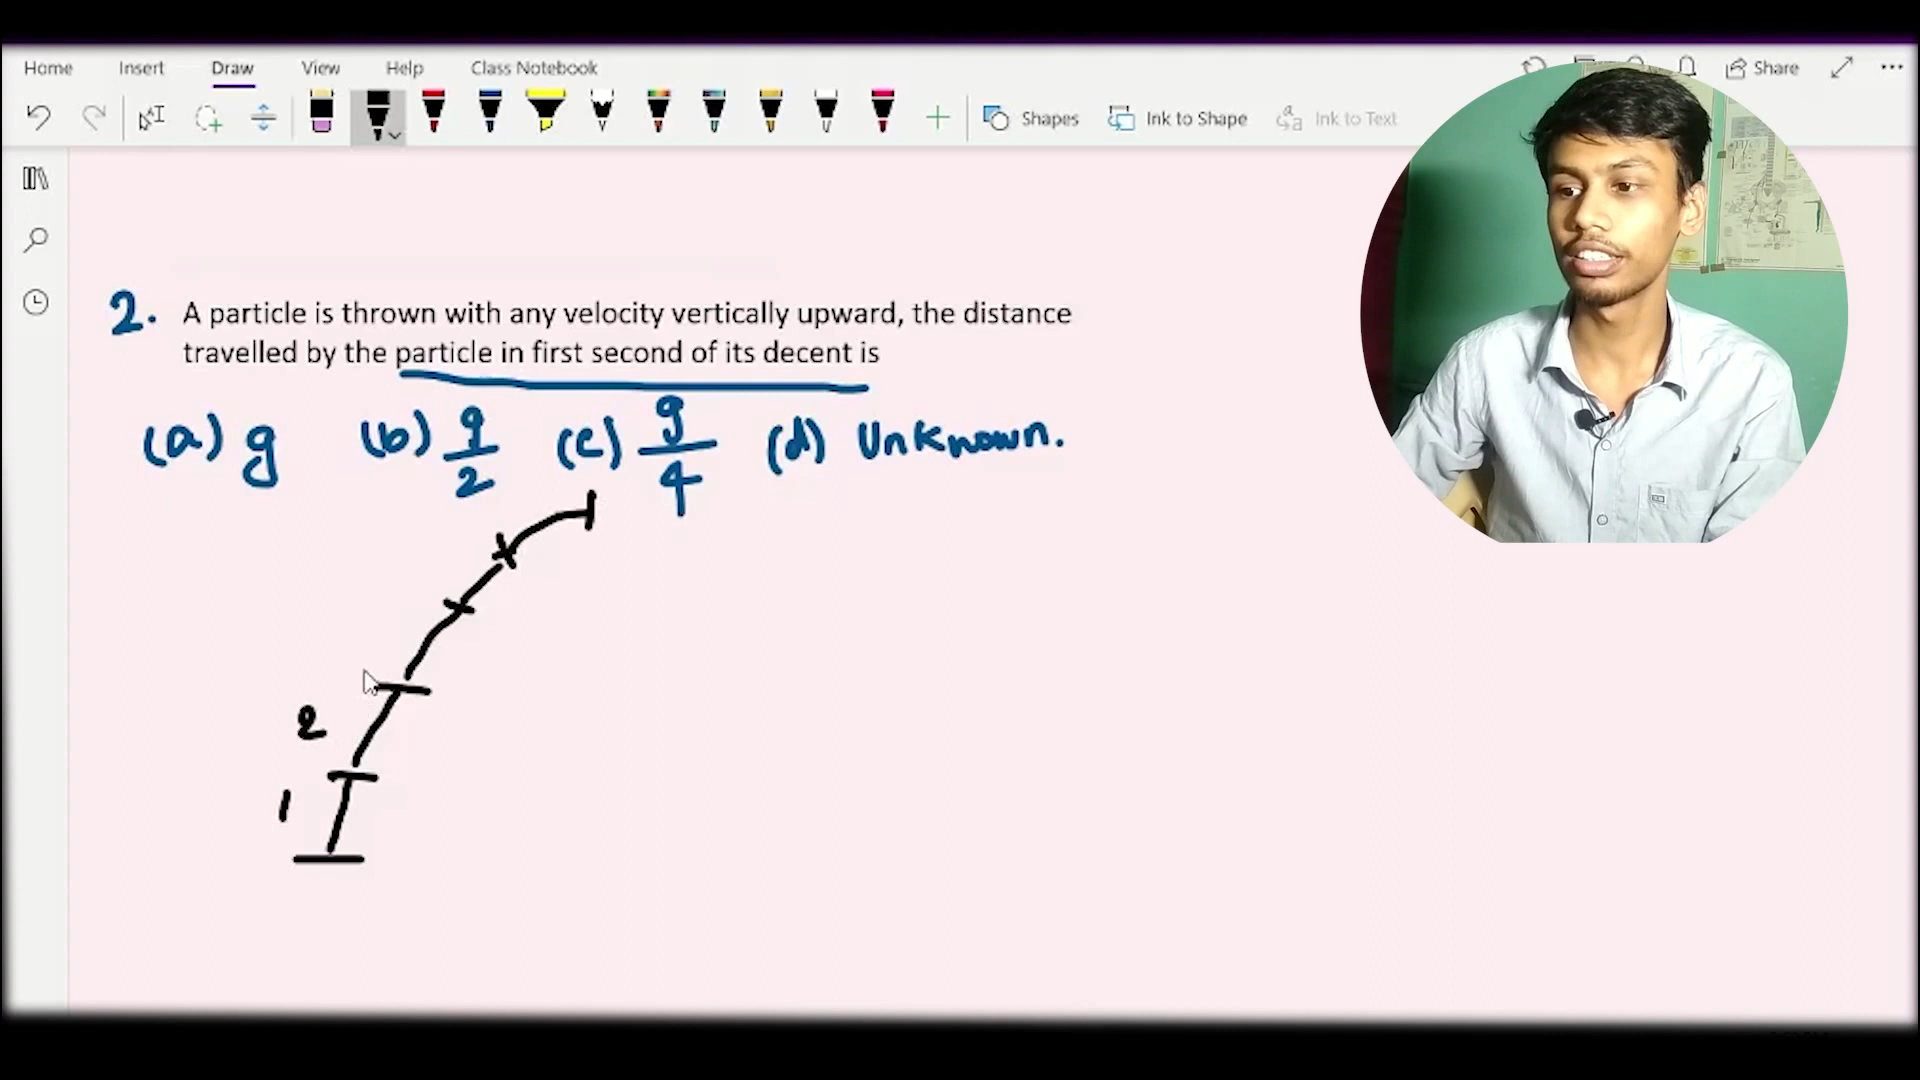 Home Insert Draw View Help Class Notebook Share
Shapes Ink to Shape Ink to Text
2. A particle is thrown with any velocity vertically upward, the distance
travelled by the particle in first second of its decent is
(a) g (b) g/2 (c) g/4 (d) Unknown.
2
1